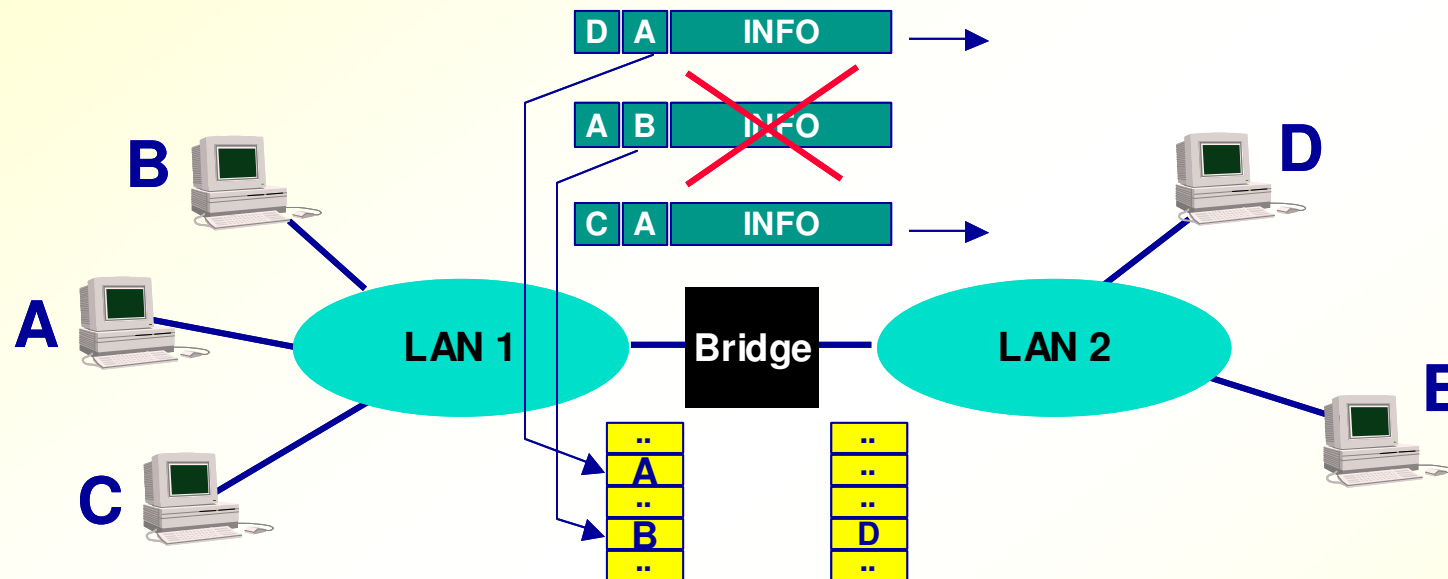 D A INFO
A B INFO
C A INFO
B
D
A
LAN 1
Bridge
LAN 2
C
..
A
..
B
..
..
..
..
D
..